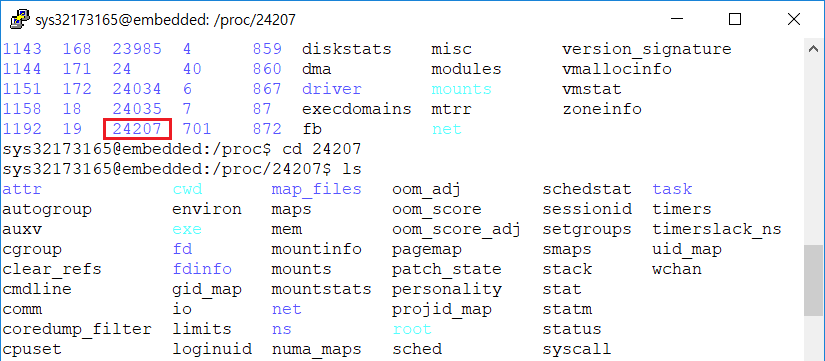 sys32173165@embedded: /proc/24207
1143 168 23985 4 859 diskstats misc version_signature
1144 171 24 40 860 dma modules vmallocinfo
1151 172 24034 6 867 driver mounts vmstat
1158 18 24035 7 87 execdomains mtrr zoneinfo
1192 19 24207 701 872 fb net
sys32173165@embedded:/proc$ cd 24207
sys32173165@embedded:/proc/24207$ ls
attr cwd map_files oom_adj schedstat task
autogroup environ maps oom_score sessionid timers
auxv exe mem oom_score_adj setgroups timerslack_ns
cgroup fd mountinfo pagemap smaps uid_map
clear_refs fdinfo mounts patch_state stack wchan
cmdline gid_map mountstats personality stat
comm io net projid_map statm
coredump_filter limits ns root status
cpuset loginuid numa_maps sched syscall